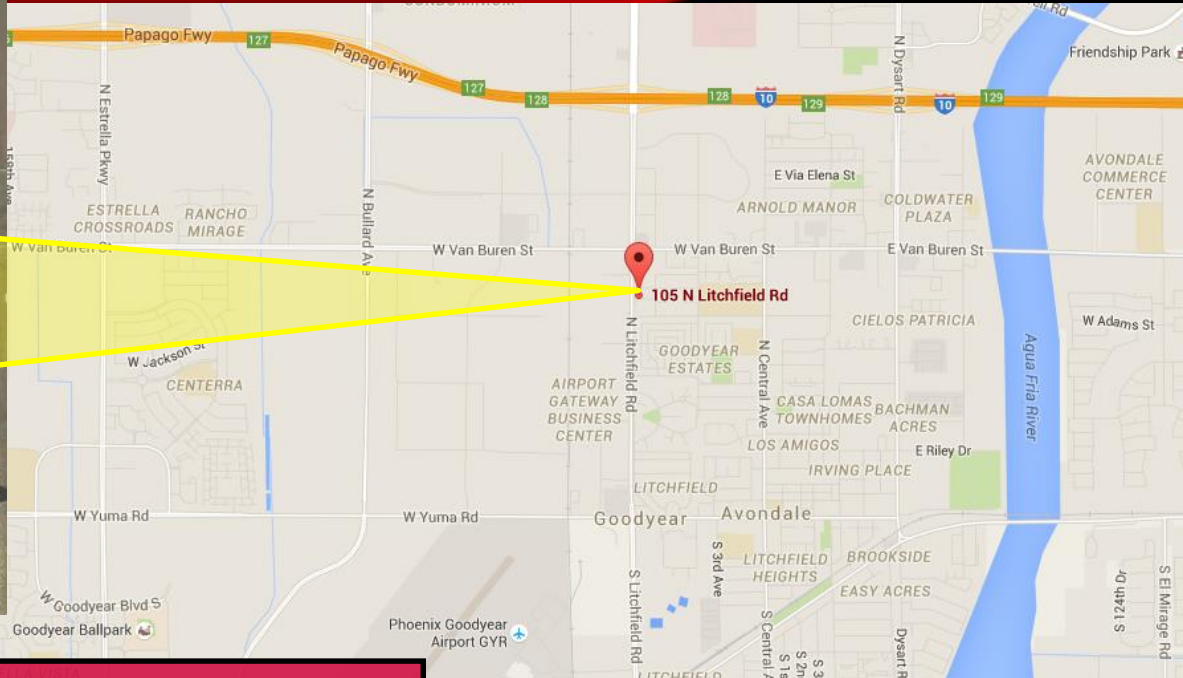 Papago Fwy
127
Papago Fwy
127
128
128
10
129
10
129
Friendship Park
N Estrella Pkwy
N Bullard Ave
N Dysart Rd
158th Ave
AVONDALE
COMMERCE
CENTER
E Via Elena St
ARNOLD MANOR
COLDWATER
PLAZA
ESTRELLA
CROSSROADS
RANCHO
MIRAGE
W Van Buren St
W Van Buren St
W Van Buren St
E Van Buren St
105 N Litchfield Rd
N Litchfield Rd
CIELOS PATRICIA
W Adams St
W Jackson St
CENTERRA
GOODYEAR
ESTATES
N Central Ave
Agua Fria River
AIRPORT
GATEWAY
BUSINESS
CENTER
CASA LOMAS
TOWNHOMES
BACHMAN
ACRES
LOS AMIGOS
E Riley Dr
IRVING PLACE
LITCHFIELD
W Yuma Rd
W Yuma Rd
Goodyear
Avondale
S 3rd Ave
LITCHFIELD
HEIGHTS
BROOKSIDE
EASY ACRES
S Litchfield Rd
S 124th Dr
S El Mirage Rd
W Goodyear Blvd S
Goodyear Ballpark
Phoenix Goodyear
Airport GYR
S Central
Dysart
LITCHFIELD